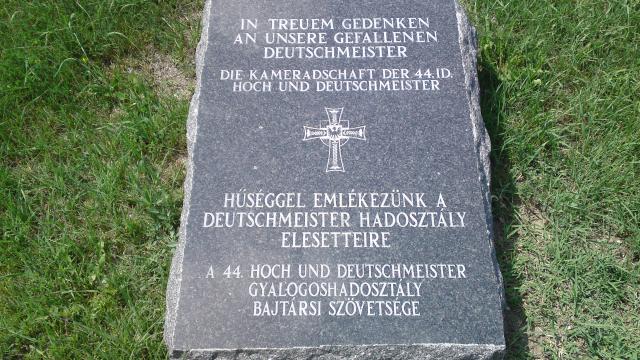 IN TREUEM GEDENKEN
AN UNSERE GEFALLENEN
DEUTSCHMEISTER
DIE KAMERADSCHAFT DER 44.ID.
HOCH UND DEUTSCHMEISTER
HŰSÉGGEL EMLÉKEZÜNK A
DEUTSCHMEISTER HADOSZTÁLY
ELESETTEIRE
A 44. HOCH UND DEUTSCHMEISTER
GYALOGOSHADOSZTÁLY
BAJTÁRSI SZÖVETSÉGE